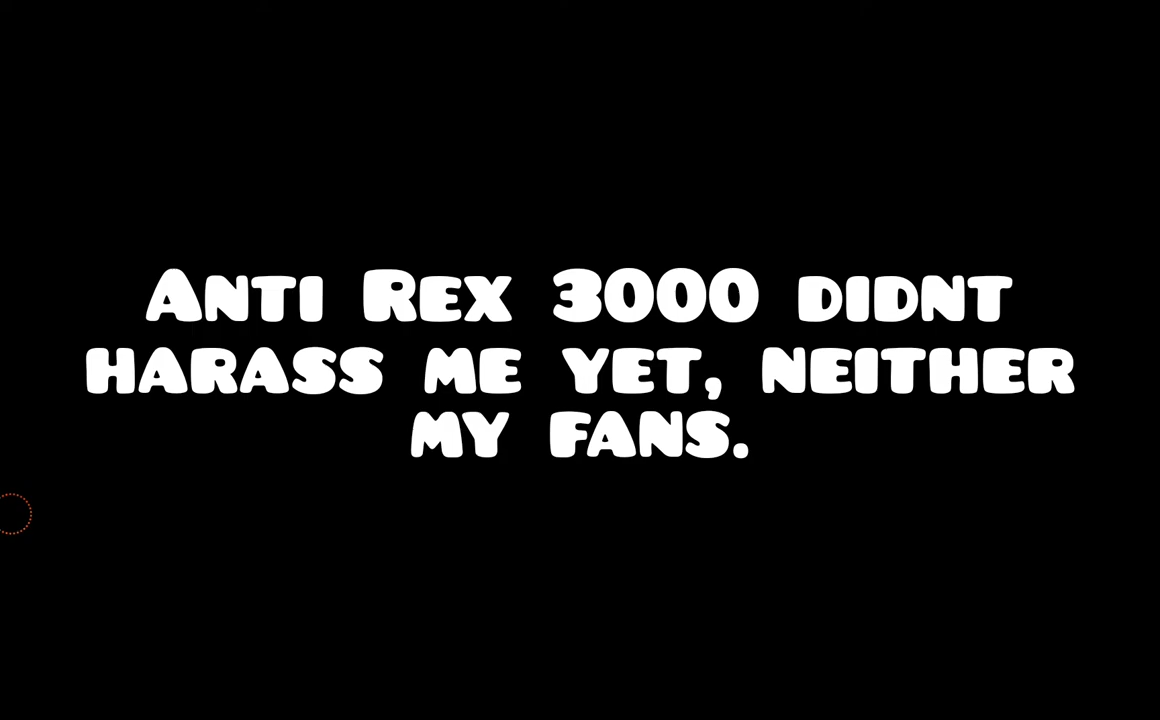 Anti Rex 3000 didnt
harass me yet, neither
my fans.